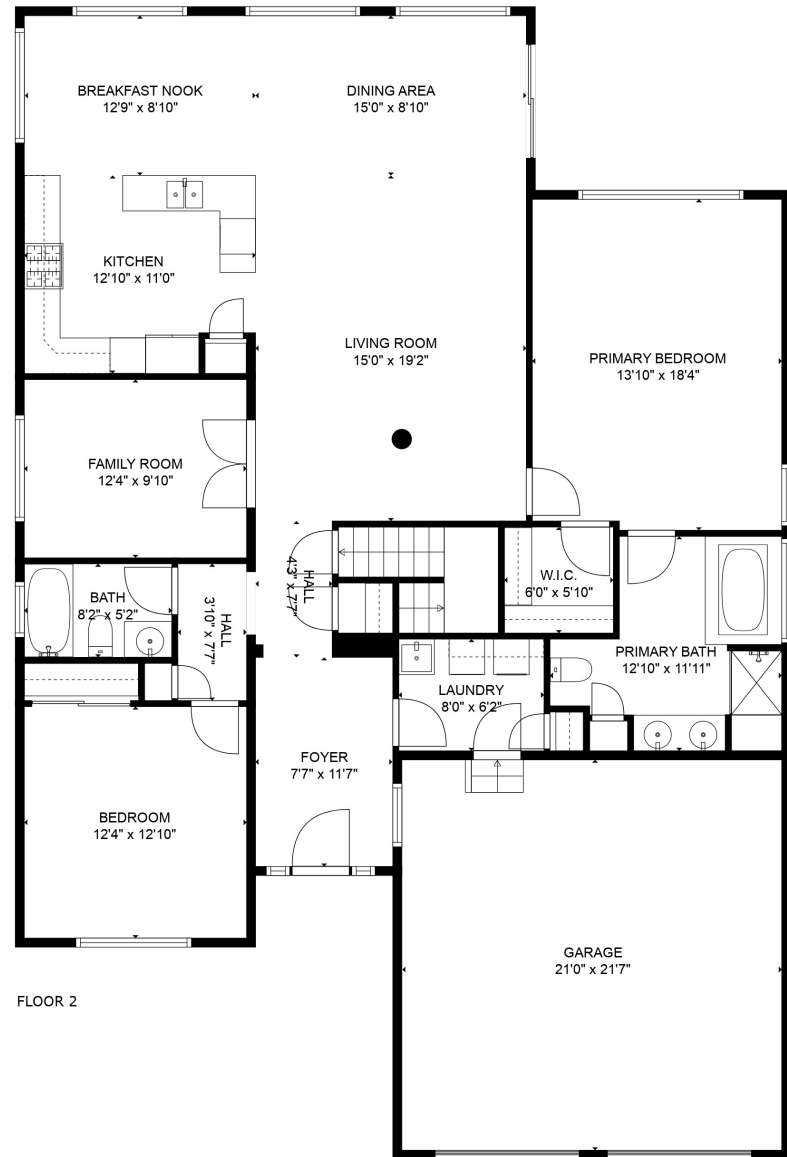 BREAKFAST NOOK
12'9" x 8'10"
DINING AREA
15'0" x 8'10"
KITCHEN
12'10" x 11'0"
LIVING ROOM
15'0" x 19'2"
PRIMARY BEDROOM
13'10" x 18'4"
FAMILY ROOM
12'4" x 9'10"
HALL
4'3" x 7'7"
W.I.C.
6'0" x 5'10"
BATH
8'2" x 5'2"
HALL
3'10" x 7'7"
PRIMARY BATH
12'10" x 11'11"
LAUNDRY
8'0" x 6'2"
FOYER
7'7" x 11'7"
BEDROOM
12'4" x 12'10"
GARAGE
21'0" x 21'7"
FLOOR 2